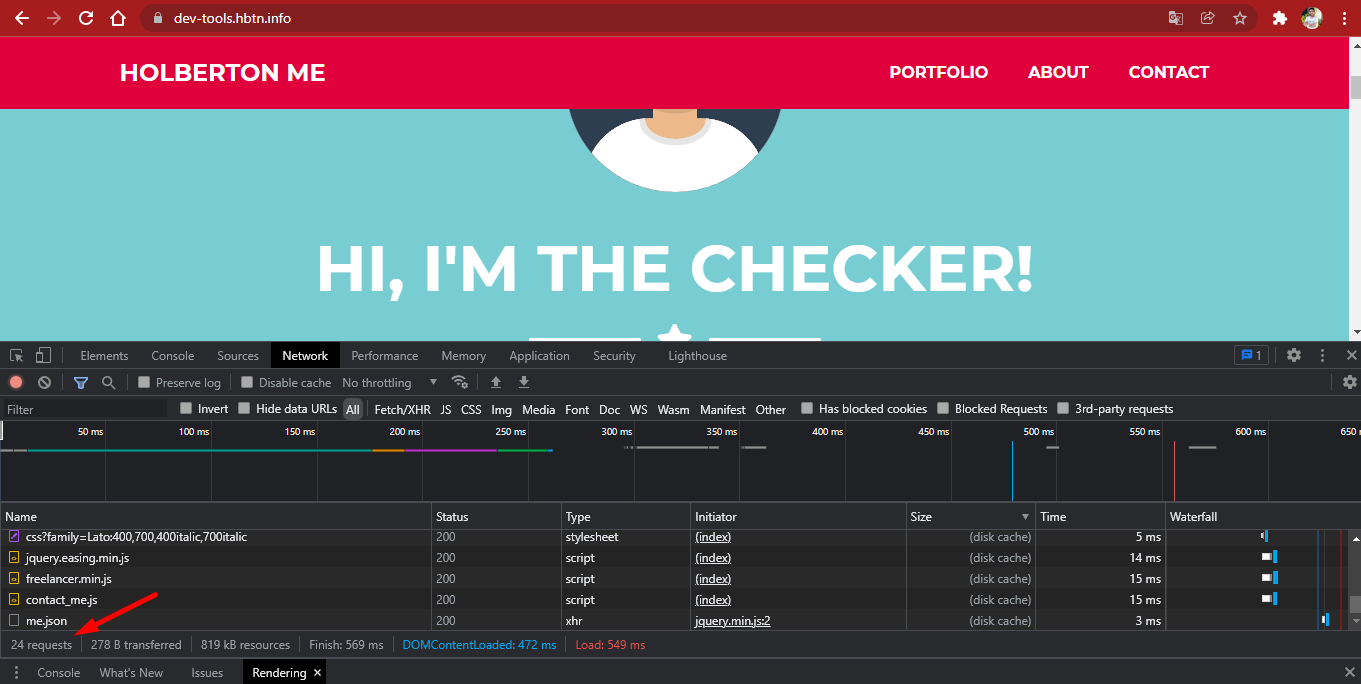 dev-tools.hbtn.info
HOLBERTON ME PORTFOLIO ABOUT CONTACT
HI, I'M THE CHECKER!
Elements Console Sources Network Performance Memory Application Security Lighthouse 1
Preserve log Disable cache No throttling
Filter Invert Hide data URLs All Fetch/XHR JS CSS Img Media Font Doc WS Wasm Manifest Other Has blocked cookies Blocked Requests 3rd-party requests
50 ms 100 ms 150 ms 200 ms 250 ms 300 ms 350 ms 400 ms 450 ms 500 ms 550 ms 600 ms 650
Name Status Type Initiator Size Time Waterfall
css?family=Lato:400,700,400italic,700italic 200 stylesheet (index) (disk cache) 5 ms
jquery.easing.min.js 200 script (index) (disk cache) 14 ms
freelancer.min.js 200 script (index) (disk cache) 15 ms
contact_me.js 200 script (index) (disk cache) 15 ms
me.json 200 xhr jquery.min.js:2 (disk cache) 3 ms
24 requests 278 B transferred 819 kB resources Finish: 569 ms DOMContentLoaded: 472 ms Load: 549 ms
Console What's New Issues Rendering